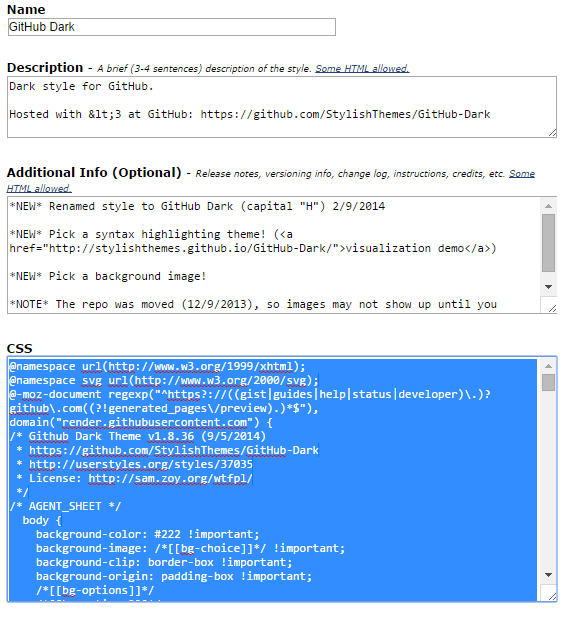 Name
GitHub Dark
Description - A brief (3-4 sentences) description of the style. Some HTML allowed.
Dark style for GitHub.
Hosted with &lt;3 at GitHub: https://github.com/StylishThemes/GitHub-Dark
Additional Info (Optional) - Release notes, versioning info, change log, instructions, credits, etc. Some
HTML allowed.
*NEW* Renamed style to GitHub Dark (capital "H") 2/9/2014
*NEW* Pick a syntax highlighting theme! (<a
href="http://stylishthemes.github.io/GitHub-Dark/">visualization demo</a>)
*NEW* Pick a background image!
*NOTE* The repo was moved (12/9/2013), so images may not show up until you
CSS
@namespace url(http://www.w3.org/1999/xhtml);
@namespace svg url(http://www.w3.org/2000/svg);
@-moz-document regexp("^https?://((gist|guides|help|status|developer)\.)?
github\.com((?!generated_pages\/preview).)*$"),
domain("render.githubusercontent.com") {
/* Github Dark Theme v1.8.36 (9/5/2014)
* https://github.com/StylishThemes/GitHub-Dark
* http://userstyles.org/styles/37035
* License: http://sam.zoy.org/wtfpl/
*/
/* AGENT_SHEET */
body {
background-color: #222 !important;
background-image: /*[[bg-choice]]*/ !important;
background-clip: border-box !important;
background-origin: padding-box !important;
/*[[bg-options]]*/